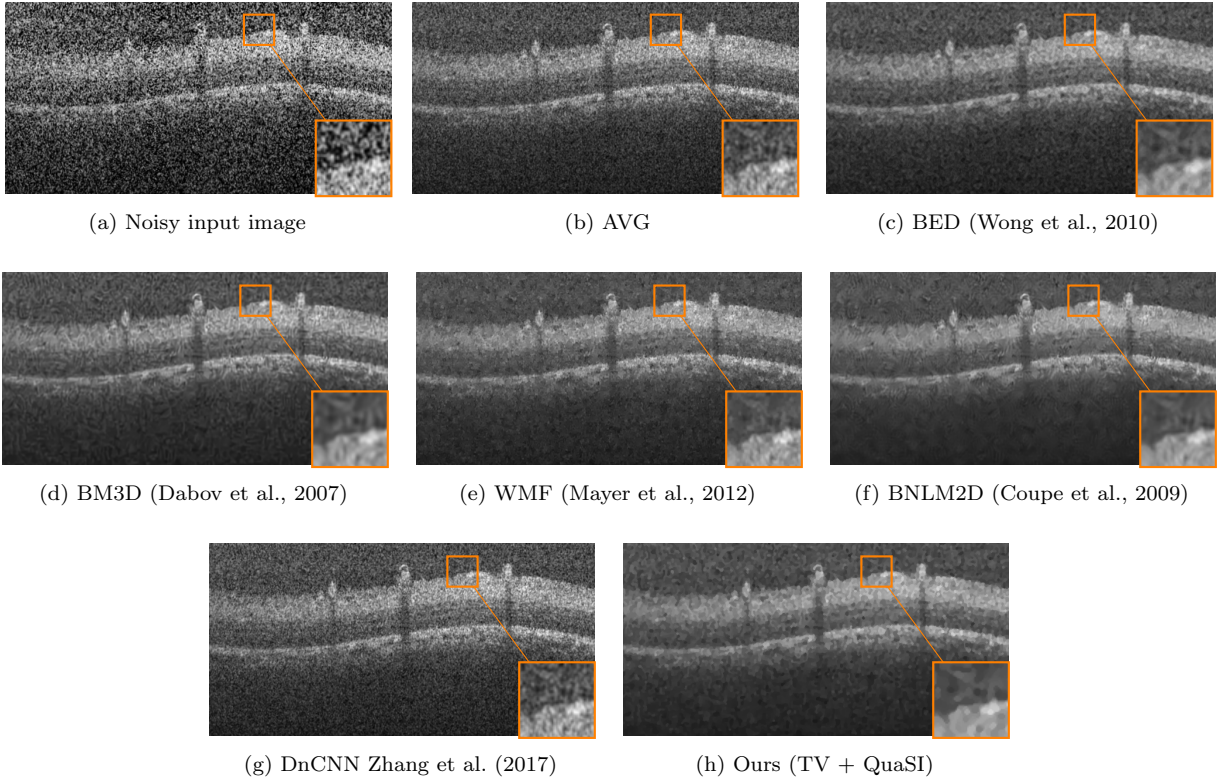 (a) Noisy input image
(b) AVG
(c) BED (Wong et al., 2010)
(d) BM3D (Dabov et al., 2007)
(e) WMF (Mayer et al., 2012)
(f) BNLM2D (Coupe et al., 2009)
(g) DnCNN Zhang et al. (2017)
(h) Ours (TV + QuaSI)